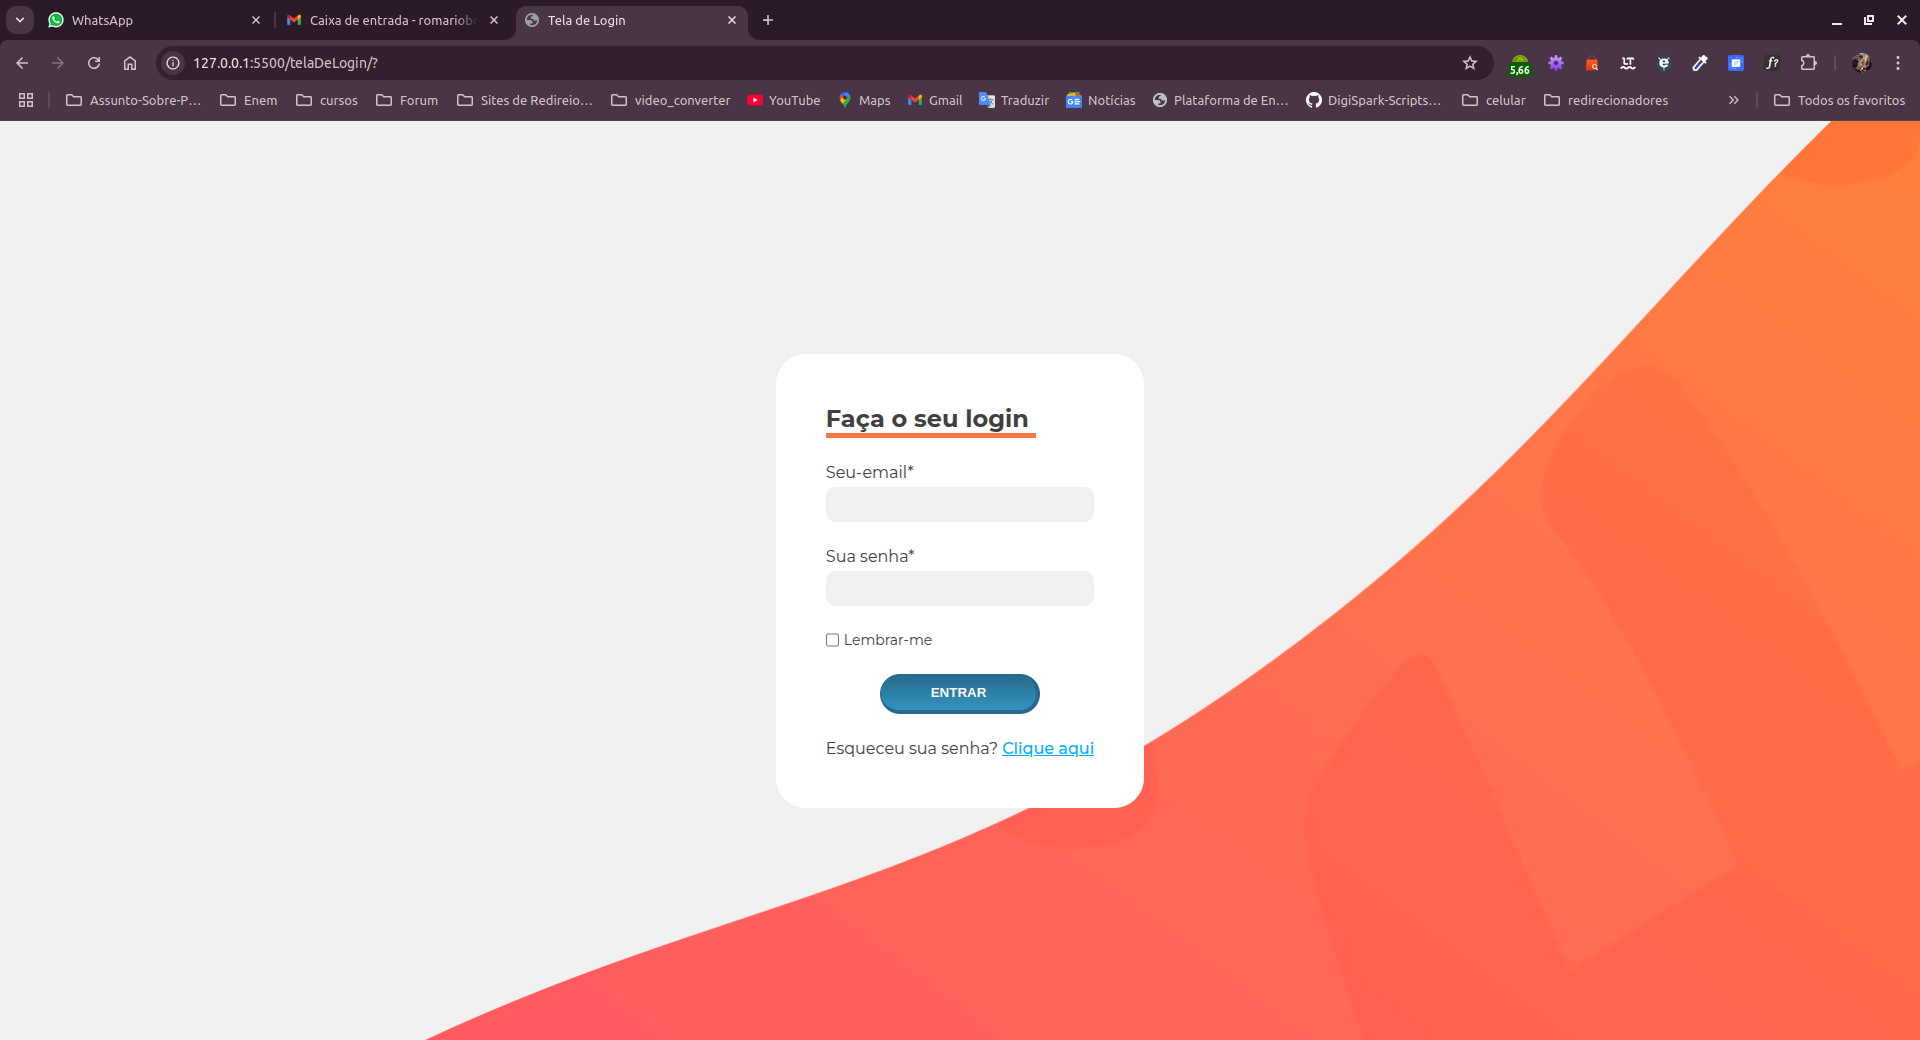 WhatsApp
Caixa de entrada - romariob
Tela de Login
127.0.0.1:5500/telaDeLogin/?
5,66
Assunto-Sobre-P...
Enem
cursos
Forum
Sites de Redireio...
video_converter
YouTube
Maps
Gmail
Traduzir
Notícias
Plataforma de En...
DigiSpark-Scripts...
celular
redirecionadores
Todos os favoritos
Faça o seu login
Seu-email*
Sua senha*
Lembrar-me
ENTRAR
Esqueceu sua senha? Clique aqui